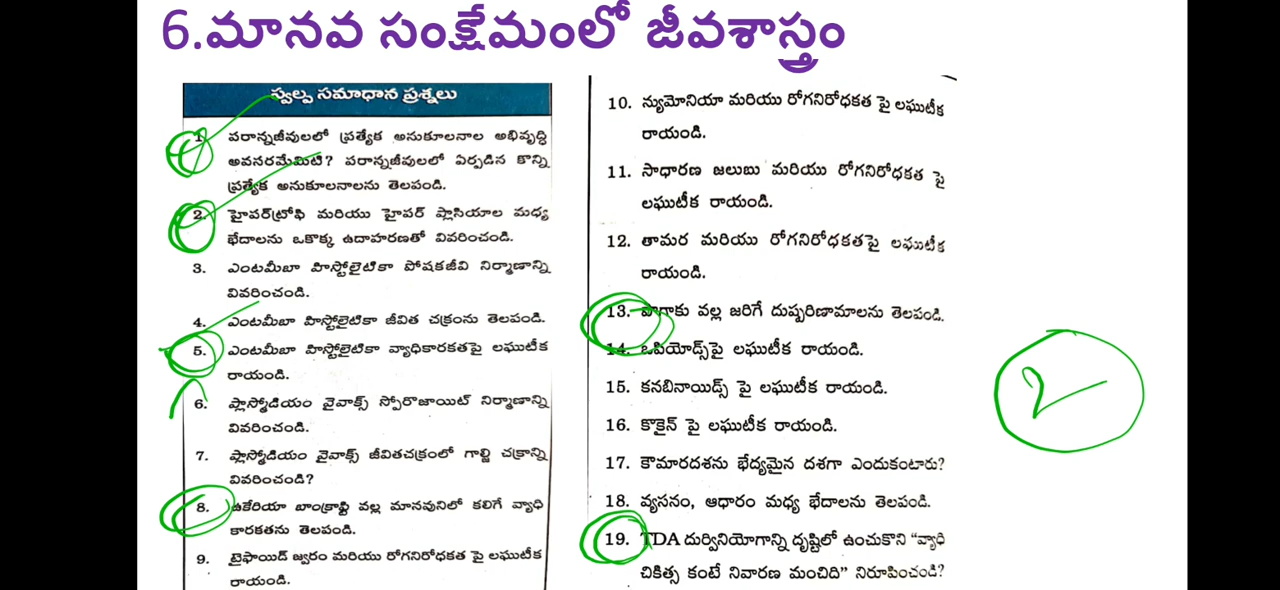 6.మానవ సంక్షేమంలో జీవశాస్త్రం
స్వల్ప సమాధాన ప్రశ్నలు
1. పరాన్నజీవులలో ప్రత్యేక అనుకూలనాల అభివృద్ధి
అవసరమేమిటి? పరాన్నజీవులలో ఏర్పడిన కొన్ని
ప్రత్యేక అనుకూలనాలను తెలపండి.
2. హైపర్‌ట్రోఫి మరియు హైపర్ ప్లాసియాల మధ్య
భేదాలను ఒకొక్క ఉదాహరణతో వివరించండి.
3. ఎంటమీబా హిస్టోలైటికా పోషకజీవి నిర్మాణాన్ని
వివరించండి.
4. ఎంటమీబా హిస్టోలైటికా జీవిత చక్రంను తెలపండి.
5. ఎంటమీబా హిస్టోలైటికా వ్యాధికారకతపై లఘుటీక
రాయండి.
6. ప్లాస్మోడియం వైవాక్స్ స్పోరొజాయిట్ నిర్మాణాన్ని
వివరించండి.
7. ప్లాస్మోడియం వైవాక్స్ జీవితచక్రంలో గాల్జి చక్రాన్ని
వివరించండి?
8. ఉకేరియా బాంక్రాఫ్టి వల్ల మానవునిలో కలిగే వ్యాధి
కారకతను తెలపండి.
9. టైఫాయిడ్ జ్వరం మరియు రోగనిరోధకత పై లఘుటీక
రాయండి.
10. న్యుమోనియా మరియు రోగనిరోధకత పై లఘుటీక
రాయండి.
11. సాధారణ జలుబు మరియు రోగనిరోధకత పై
లఘుటీక రాయండి.
12. తామర మరియు రోగనిరోధకతపై లఘుటీక
రాయండి.
13. పొగాకు వల్ల జరిగే దుష్పరిణామాలను తెలపండి.
14. ఒపియోడ్స్‌పై లఘుటీక రాయండి.
15. కనబినాయిడ్స్ పై లఘుటీక రాయండి.
16. కొకైన్ పై లఘుటీక రాయండి.
17. కౌమారదశను భేద్యమైన దశగా ఎందుకంటారు?
18. వ్యసనం, ఆధారం మధ్య భేదాలను తెలపండి.
19. TDA దుర్వినియోగాన్ని దృష్టిలో ఉంచుకొని "వ్యాధి
చికిత్స కంటే నివారణ మంచిది" నిరూపించండి?
2